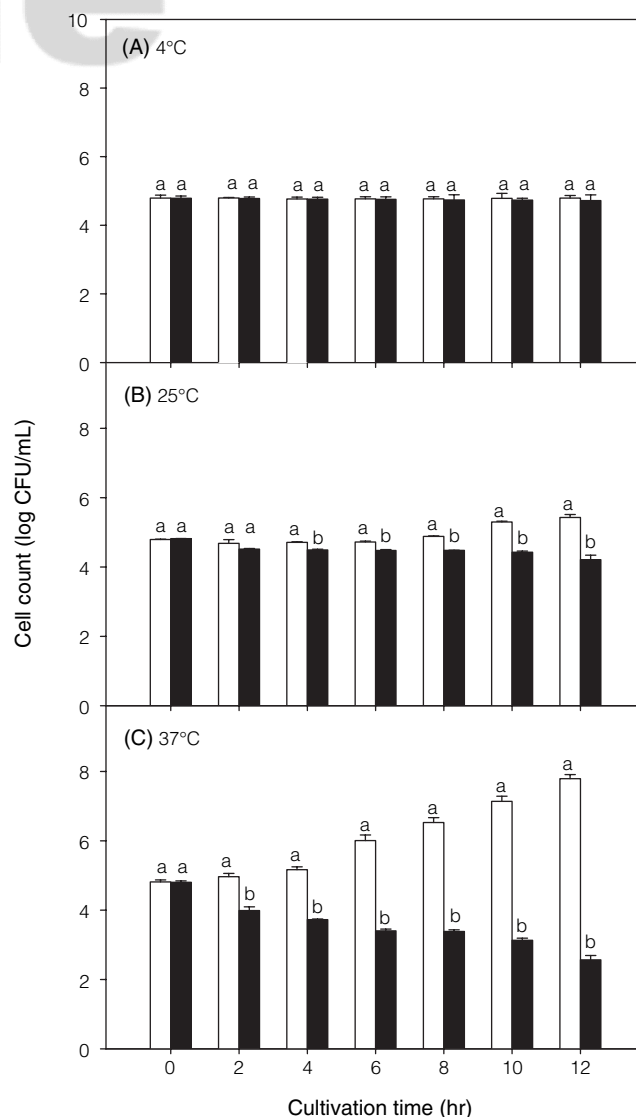 10
(A) 4°C
8
6
a a a a a a a a a a a a a a
4
2
0
(B) 25°C
8
6
a a a a a b a b a b a b a b
4
2
0
(C) 37°C
8
a a a b a b a b a b a b a b
6
4
2
0
0 2 4 6 8 10 12
Cell count (log CFU/mL)
Cultivation time (hr)